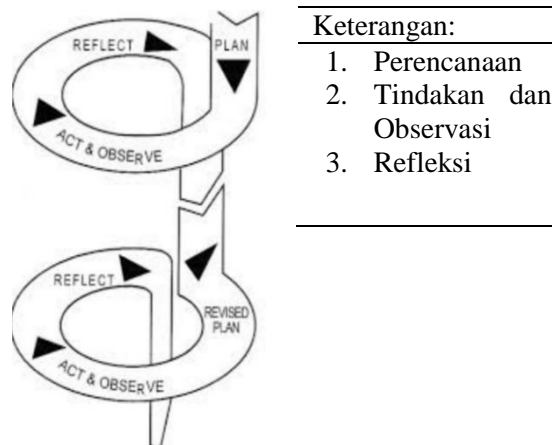 REFLECT
PLAN
ACT & OBSERVE
REFLECT
REVISED
PLAN
ACT & OBSERVE
Keterangan:
1. Perencanaan
2. Tindakan dan
Observasi
3. Refleksi